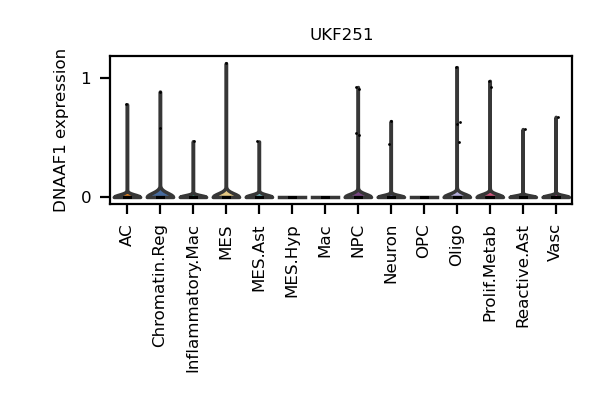 UKF251
DNAAF1 expression
1
0
AC
Chromatin.Reg
Inflammatory.Mac
MES
MES.Ast
MES.Hyp
Mac
NPC
Neuron
OPC
Oligo
Prolif.Metab
Reactive.Ast
Vasc